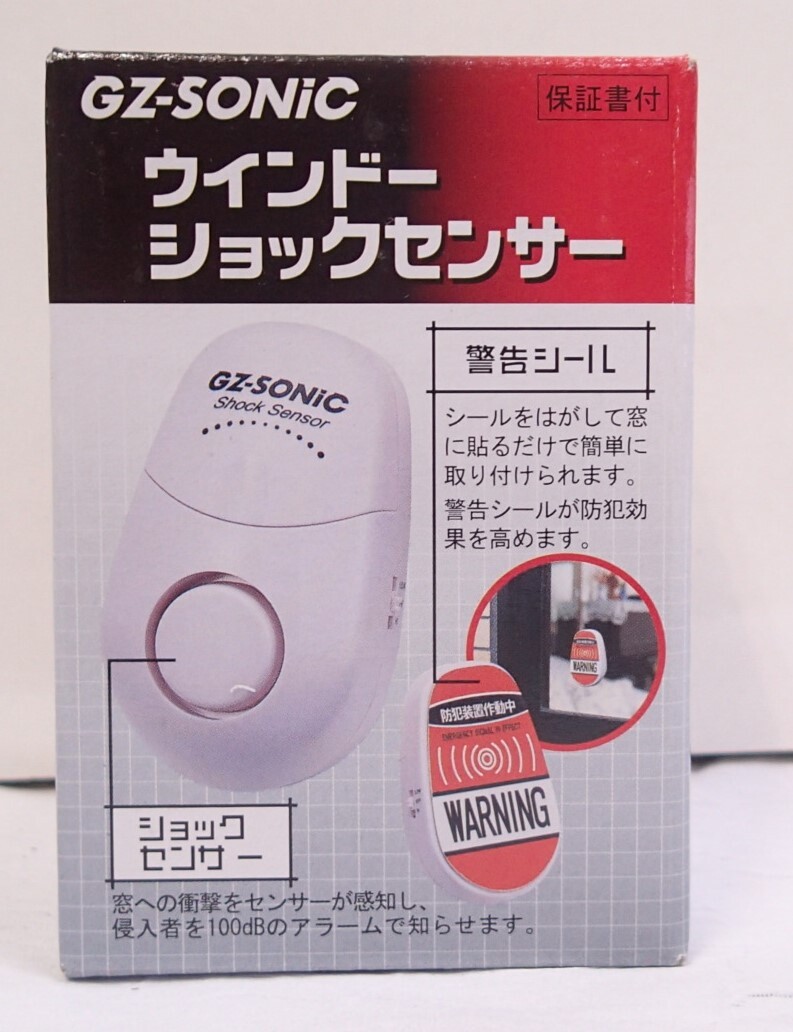 GZ-SONiC
保証書付
ウインドー
ショックセンサー
警告シール
シールをはがして窓
に貼るだけで簡単に
取り付けられます。
警告シールが防犯効
果を高めます。
GZ-SONiC
Shock Sensor
WARNING
防犯装置作動中
WARNING
ショック
センサー
窓への衝撃をセンサーが感知し、
侵入者を100dBのアラームで知らせます。